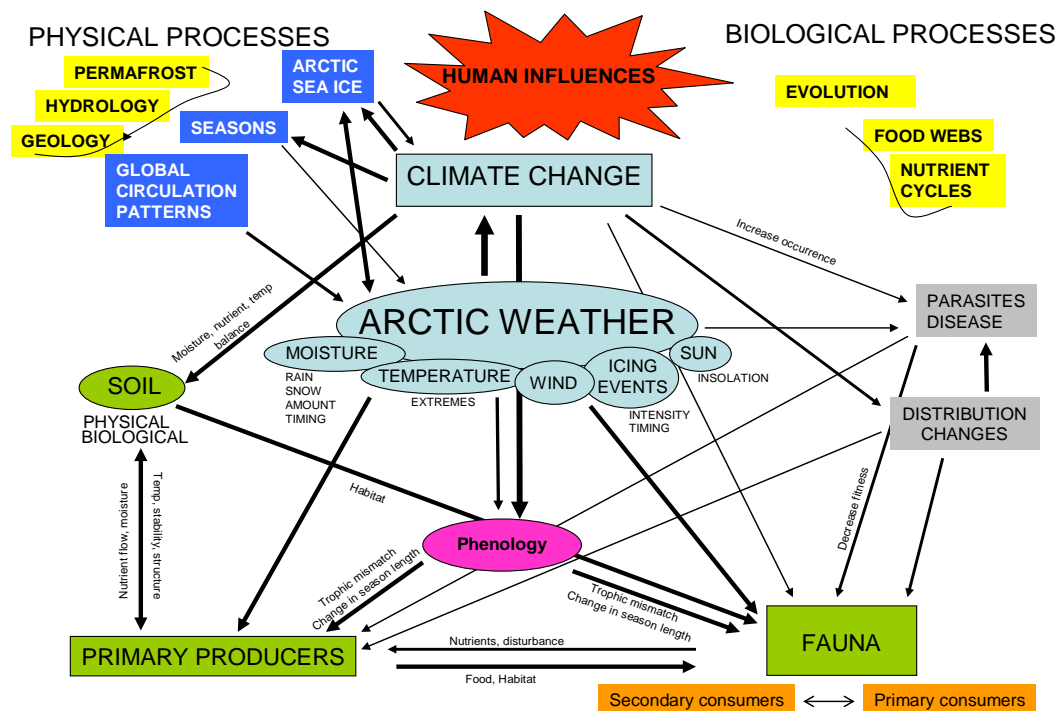 PHYSICAL PROCESSES
BIOLOGICAL PROCESSES
PERMAFROST
HYDROLOGY
GEOLOGY
ARCTIC
SEA ICE
SEASONS
GLOBAL
CIRCULATION
PATTERNS
HUMAN INFLUENCES
EVOLUTION
FOOD WEBS
NUTRIENT
CYCLES
CLIMATE CHANGE
Increase occurrence
Moisture, nutrient, temp
balance
ARCTIC WEATHER
MOISTURE
RAIN
SNOW
AMOUNT
TIMING
TEMPERATURE
EXTREMES
WIND
ICING
EVENTS
INTENSITY
TIMING
SUN
INSOLATION
PARASITES
DISEASE
DISTRIBUTION
CHANGES
SOIL
PHYSICAL
BIOLOGICAL
Nutrient flow, moisture
Temp, stability, structure
Habitat
Decrease fitness
Phenology
Trophic mismatch
Change in season length
Trophic mismatch
Change in season length
PRIMARY PRODUCERS
Nutrients, disturbance
Food, Habitat
FAUNA
Secondary consumers
Primary consumers